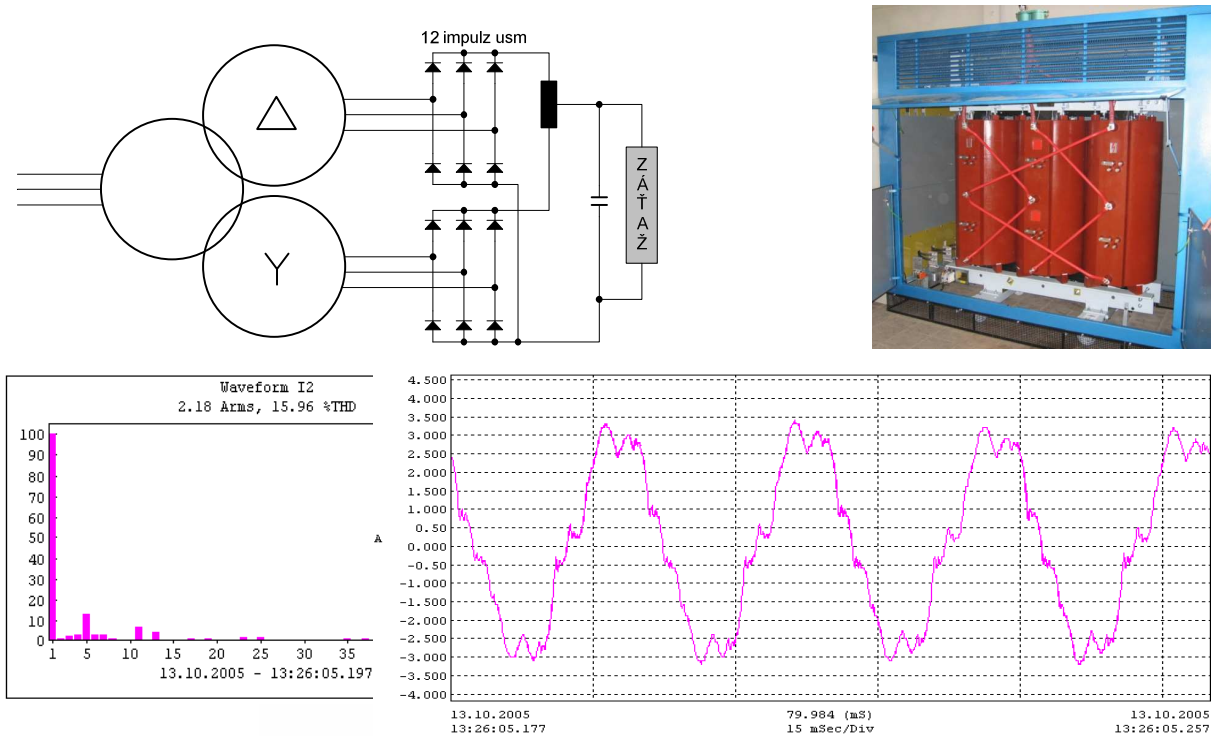 12 impulz usm
Δ
Y
Z
Á
Ť
A
Ž
Waveform I2
2.18 Arms, 15.96 %THD
100
90
80
70
60
50
40
30
20
10
0
1 5 10 15 20 25 30 35
13.10.2005 - 13:26:05.197
A
4.500
4.000
3.500
3.000
2.500
2.000
1.500
1.000
0.50
0.000
-0.50
-1.000
-1.500
-2.000
-2.500
-3.000
-3.500
-4.000
13.10.2005 79.984 (mS) 13.10.2005
13:26:05.177 15 mSec/Div 13:26:05.257